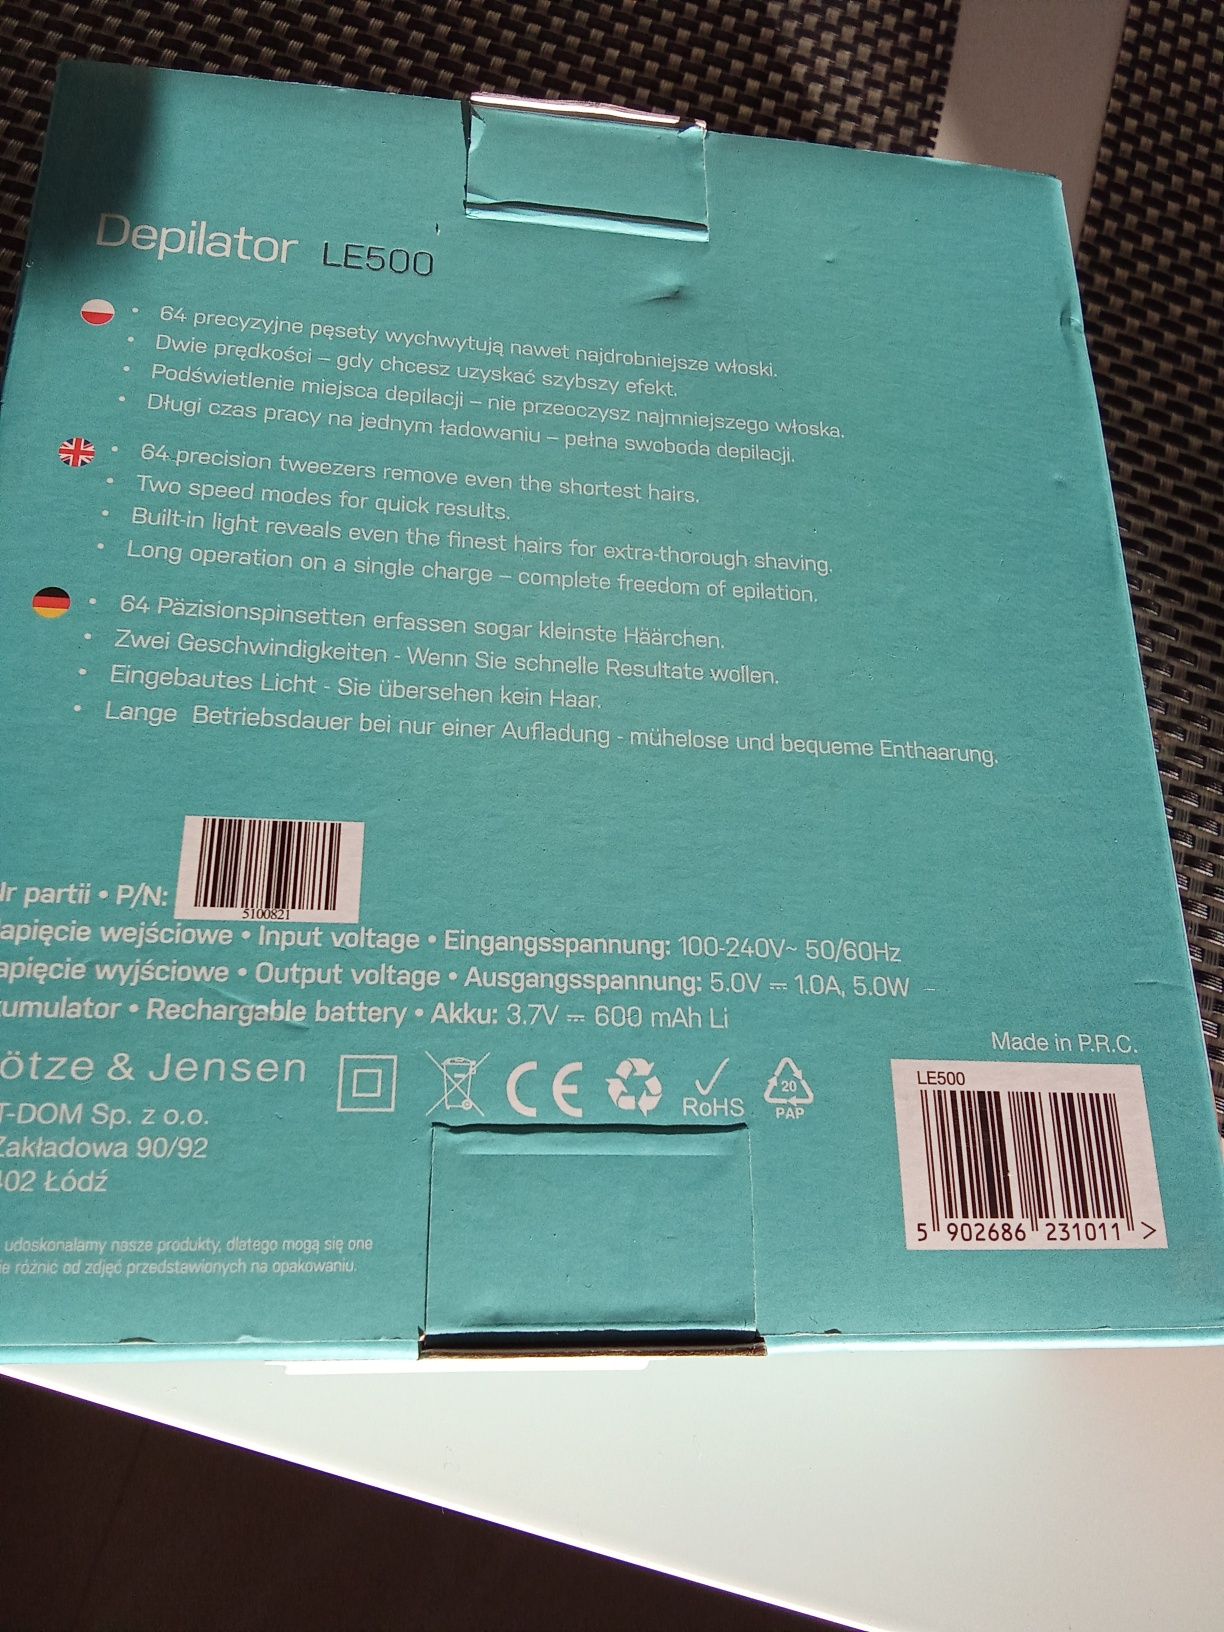 Depilator LE500
• 64 precyzyjne pęsety wychwytują nawet najdrobniejsze włoski.
• Dwie prędkości – gdy chcesz uzyskać szybszy efekt.
• Podświetlenie miejsca depilacji – nie przeoczysz najmniejszego włoska.
• Długi czas pracy na jednym ładowaniu – pełna swoboda depilacji.
• 64 precision tweezers remove even the shortest hairs.
• Two speed modes for quick results.
• Built-in light reveals even the finest hairs for extra-thorough shaving.
• Long operation on a single charge – complete freedom of epilation.
• 64 Päzisionspinsetten erfassen sogar kleinste Häärchen.
• Zwei Geschwindigkeiten - Wenn Sie schnelle Resultate wollen.
• Eingebautes Licht - Sie übersehen kein Haar.
• Lange Betriebsdauer bei nur einer Aufladung - mühelose und bequeme Enthaarung.
r partii • P/N:
5100821
apięcie wejściowe • Input voltage • Eingangsspannung: 100-240V~ 50/60Hz
apięcie wyjściowe • Output voltage • Ausgangsspannung: 5.0V ⎓ 1.0A, 5.0W
umulator • Rechargable battery • Akku: 3.7V ⎓ 600 mAh Li
Made in P.R.C.
ötze & Jensen
CE
RoHS
20
PAP
LE500
T-DOM Sp. z o.o.
Zakładowa 90/92
402 Łódź
5 902686 231011 >
udoskonalamy nasze produkty, dlatego mogą się one
różnić od zdjęć przedstawionych na opakowaniu.